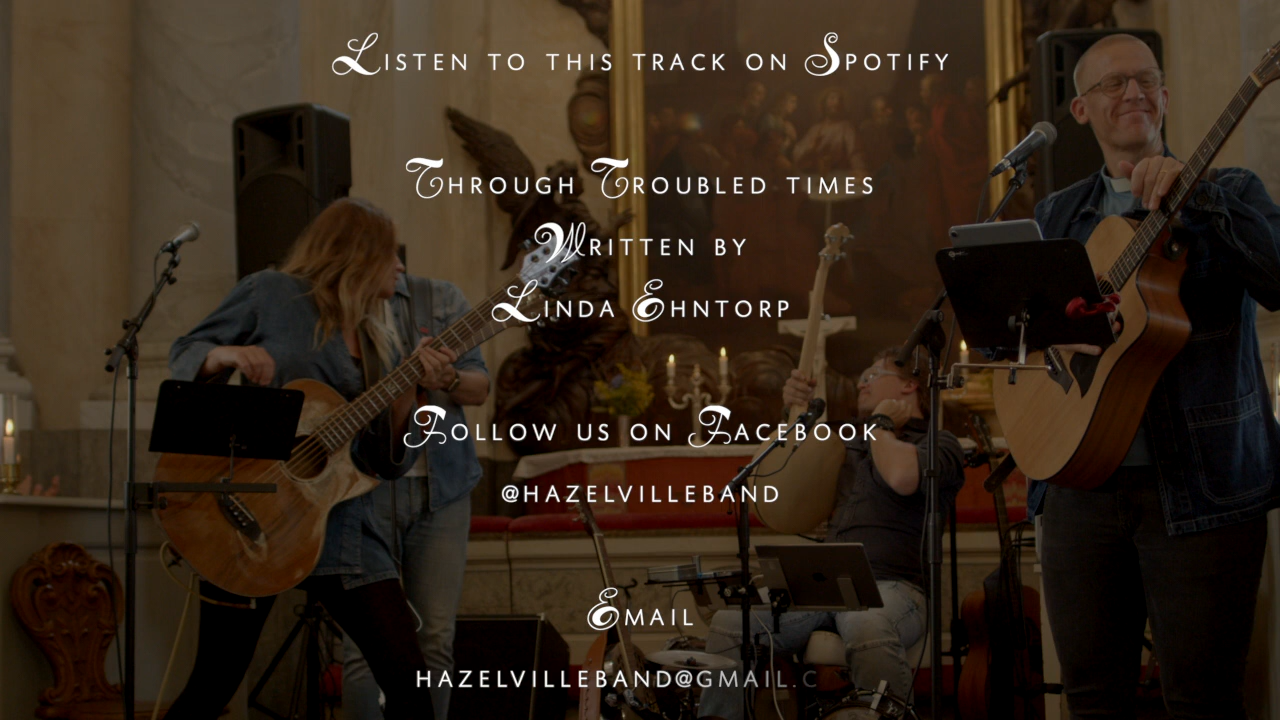 Listen to this track on Spotify
Through Troubled times
Written by
Linda Ehntorp
Follow us on Facebook
@hazelvilleband
Email
hazelvilleband@gmail.c